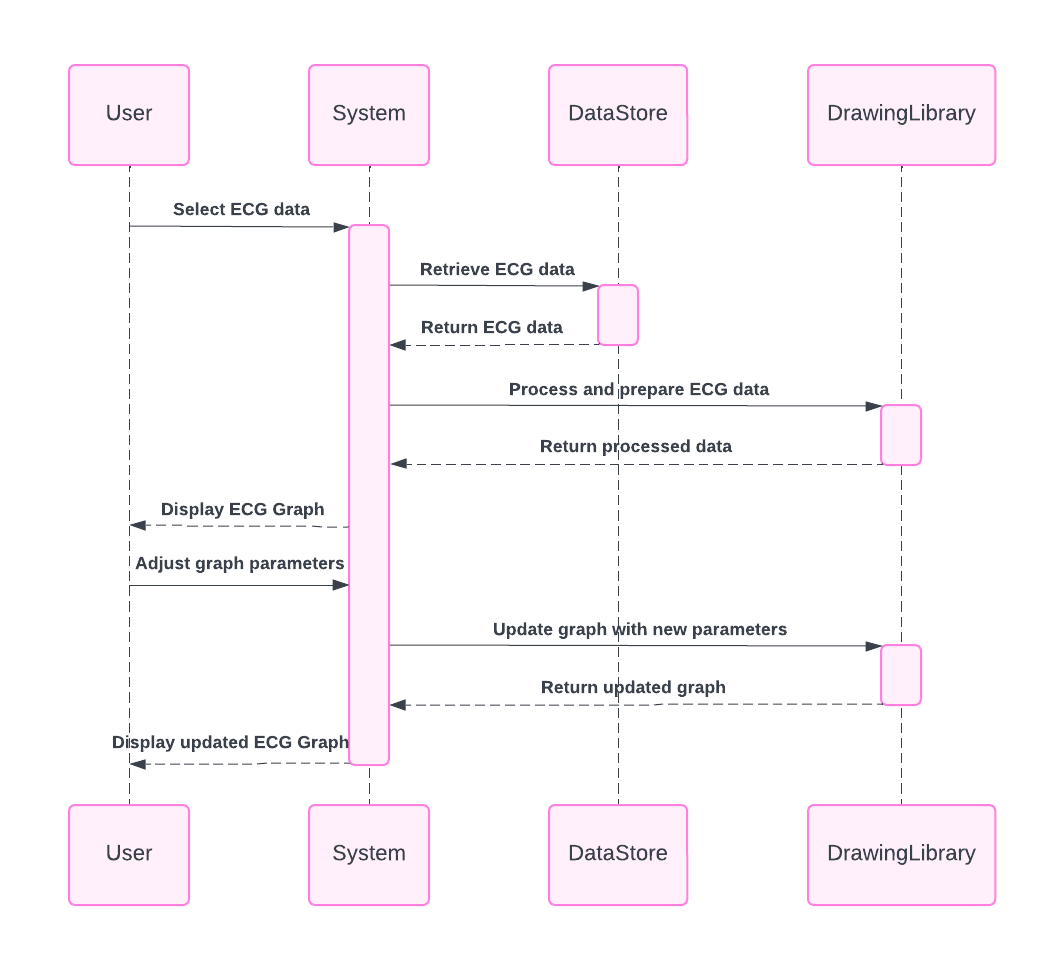 User
System
DataStore
DrawingLibrary
Select ECG data
Retrieve ECG data
Return ECG data
Process and prepare ECG data
Return processed data
Display ECG Graph
Adjust graph parameters
Update graph with new parameters
Return updated graph
Display updated ECG Graph
User
System
DataStore
DrawingLibrary